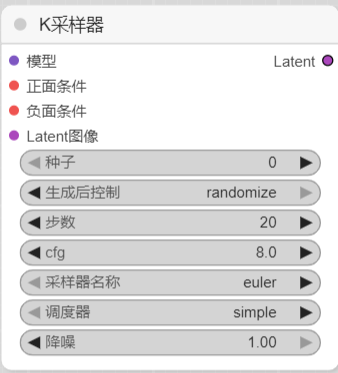 K采样器
模型 Latent
正面条件
负面条件
Latent图像
种子 0
生成后控制 randomize
步数 20
cfg 8.0
采样器名称 euler
调度器 simple
降噪 1.00